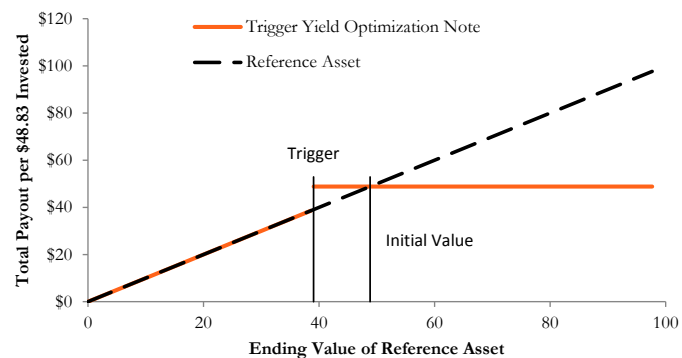 $120
Trigger Yield Optimization Note
$100
Reference Asset
$80
Trigger
$60
$40
Initial Value
$20
$0
0 20 40 60 80 100
Ending Value of Reference Asset
Total Payout per $48.83 Invested